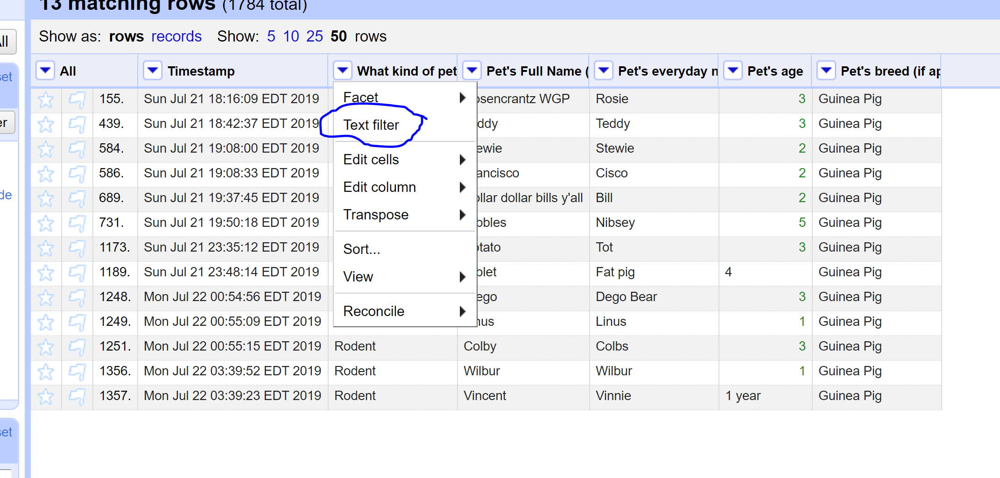 13 matching rows (1784 total)
Show as: rows records Show: 5 10 25 50 rows
All Timestamp What kind of pet Pet's Full Name ( Pet's everyday n Pet's age Pet's breed (if ap
155. Sun Jul 21 18:16:09 EDT 2019 osencrantz WGP Rosie 3 Guinea Pig
439. Sun Jul 21 18:42:37 EDT 2019 ddy Teddy 3 Guinea Pig
584. Sun Jul 21 19:08:00 EDT 2019 ewie Stewie 2 Guinea Pig
586. Sun Jul 21 19:08:33 EDT 2019 ancisco Cisco 2 Guinea Pig
689. Sun Jul 21 19:37:45 EDT 2019 ollar dollar bills y'all Bill 2 Guinea Pig
731. Sun Jul 21 19:50:18 EDT 2019 bbles Nibsey 5 Guinea Pig
1173. Sun Jul 21 23:35:12 EDT 2019 otato Tot 3 Guinea Pig
1189. Sun Jul 21 23:48:14 EDT 2019 blet Fat pig 4 Guinea Pig
1248. Mon Jul 22 00:54:56 EDT 2019 ego Dego Bear 3 Guinea Pig
1249. Mon Jul 22 00:55:09 EDT 2019 nus Linus 1 Guinea Pig
1251. Mon Jul 22 00:55:15 EDT 2019 Rodent Colby Colbs 3 Guinea Pig
1356. Mon Jul 22 03:39:52 EDT 2019 Rodent Wilbur Wilbur 1 Guinea Pig
1357. Mon Jul 22 03:39:23 EDT 2019 Rodent Vincent Vinnie 1 year Guinea Pig
Facet
Text filter
Edit cells
Edit column
Transpose
Sort...
View
Reconcile
All
set
er
de
set